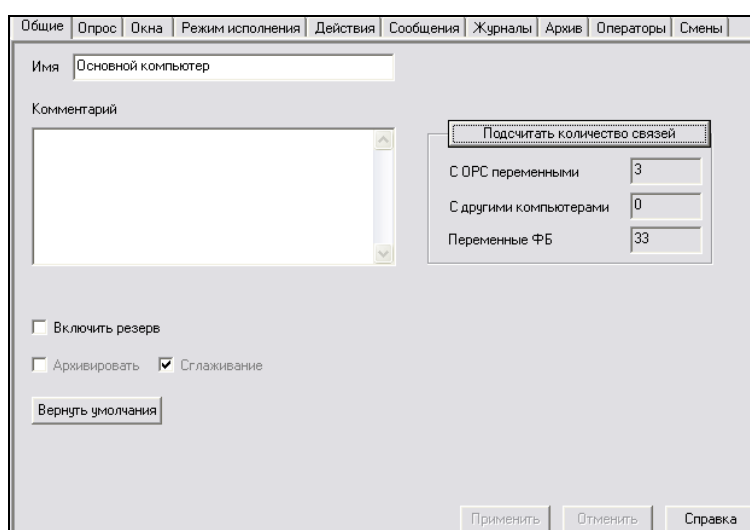 Общие Опрос Окна Режим исполнения Действия Сообщения Журналы Архив Операторы Смены
Имя Основной компьютер
Комментарий
Подсчитать количество связей
С OPC переменными 3
С другими компьютерами 0
Переменные ФБ 33
Включить резерв
Архивировать Сглаживание
Вернуть умолчания
Применить Отменить Справка